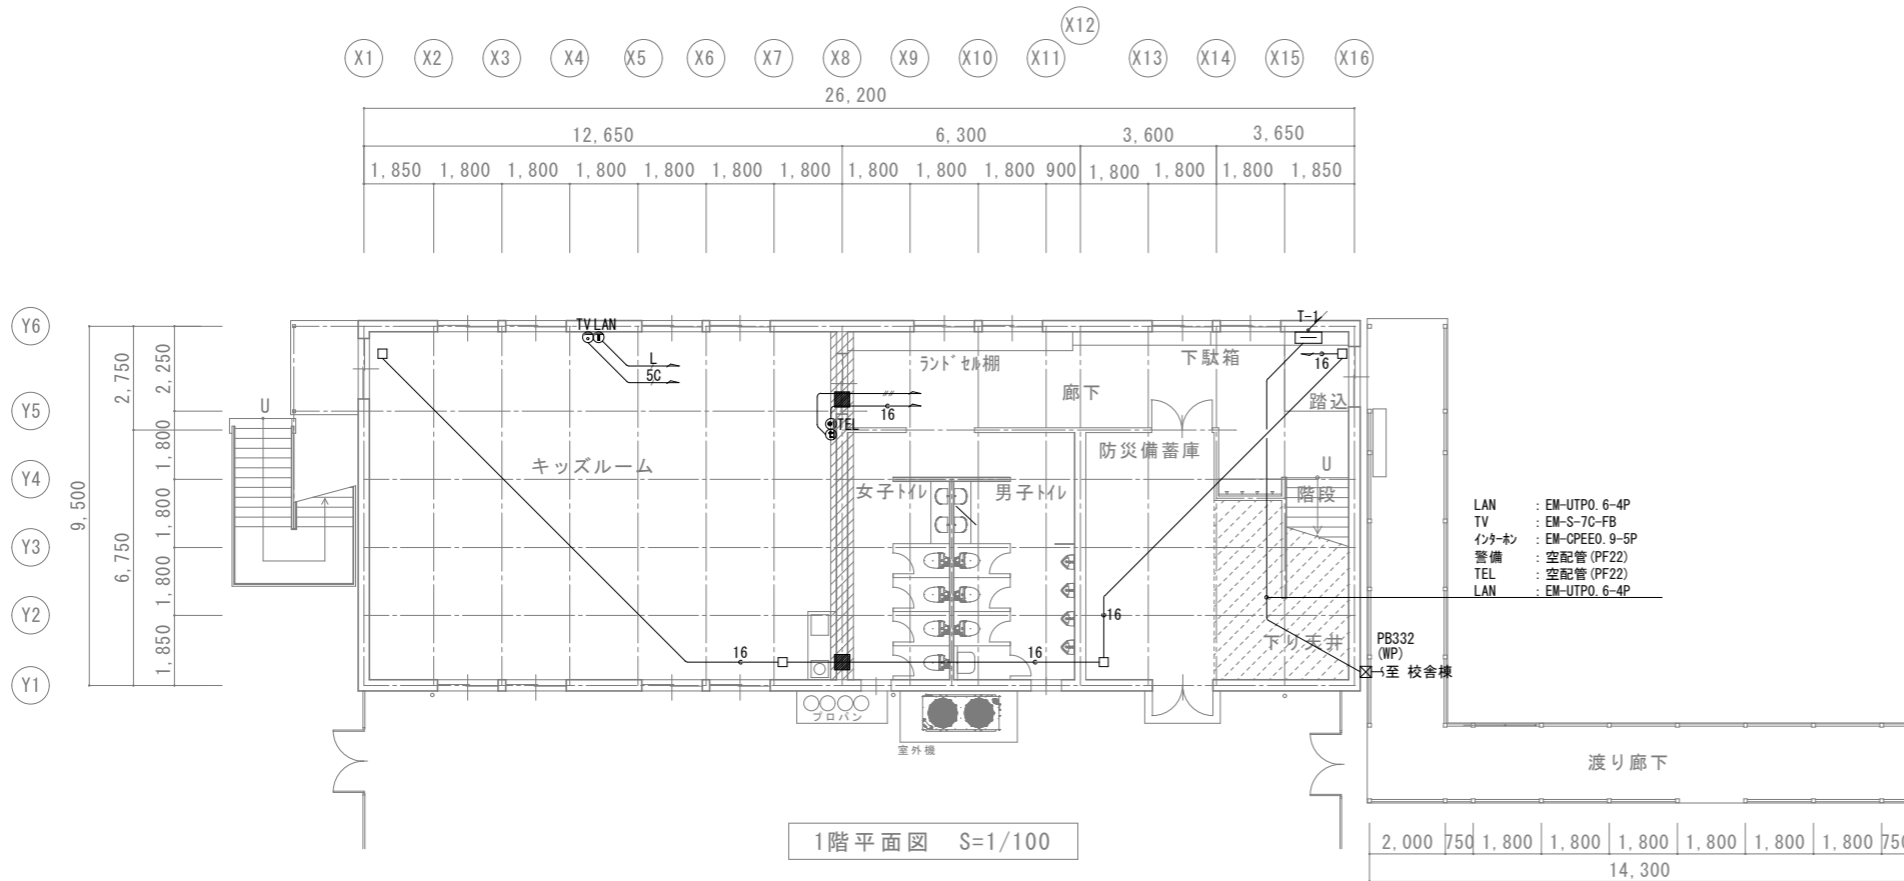 X12
X1 X2 X3 X4 X5 X6 X7 X8 X9 X10 X11 X13 X14 X15 X16
26,200
12,650 6,300 3,600 3,650
1,850 1,800 1,800 1,800 1,800 1,800 1,800 1,800 1,800 1,800 900 1,800 1,800 1,800 1,850
Y6
Y5
Y4
Y3
Y2
Y1
9,500
2,750
6,750
2,250
1,800
1,800
1,800
1,850
U
TV LAN
L
5C
T-1
ランドセル棚
下駄箱
16
廊下
踏込
16
TEL
キッズルーム
防災備蓄庫
女子トイレ
男子トイレ
U
階段
LAN : EM-UTP0.6-4P
TV : EM-S-7C-FB
インターホン : EM-CPEE0.9-5P
警備 : 空配管(PF22)
TEL : 空配管(PF22)
LAN : EM-UTP0.6-4P
16
下り天井
PB332
(WP)
至 校舎棟
16
16
プロパン
室外機
渡り廊下
1階平面図 S=1/100
2,000 750 1,800 1,800 1,800 1,800 1,800 1,800 750
14,300